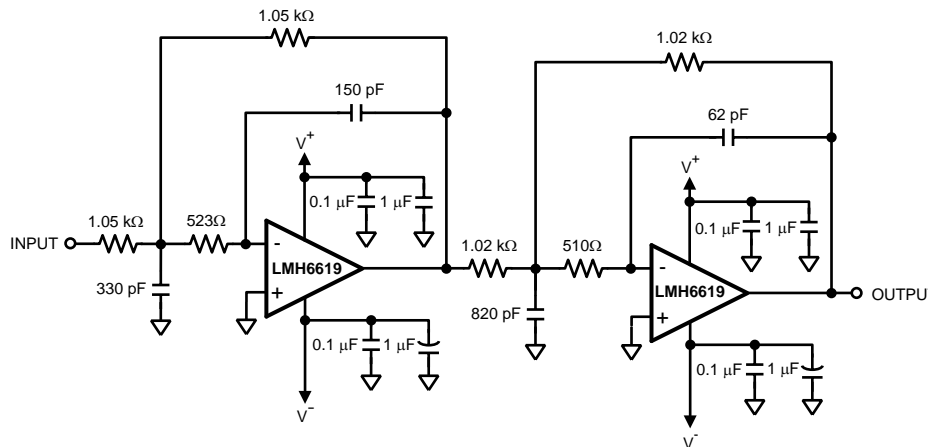 1.05 kΩ
1.02 kΩ
150 pF
62 pF
V+
V+
0.1 µF
1 µF
0.1 µF
1 µF
1.05 kΩ
523Ω
INPUT
-
LMH6619
+
1.02 kΩ
510Ω
-
LMH6619
+
OUTPU
330 pF
820 pF
0.1 µF
1 µF
0.1 µF
1 µF
V-
V-